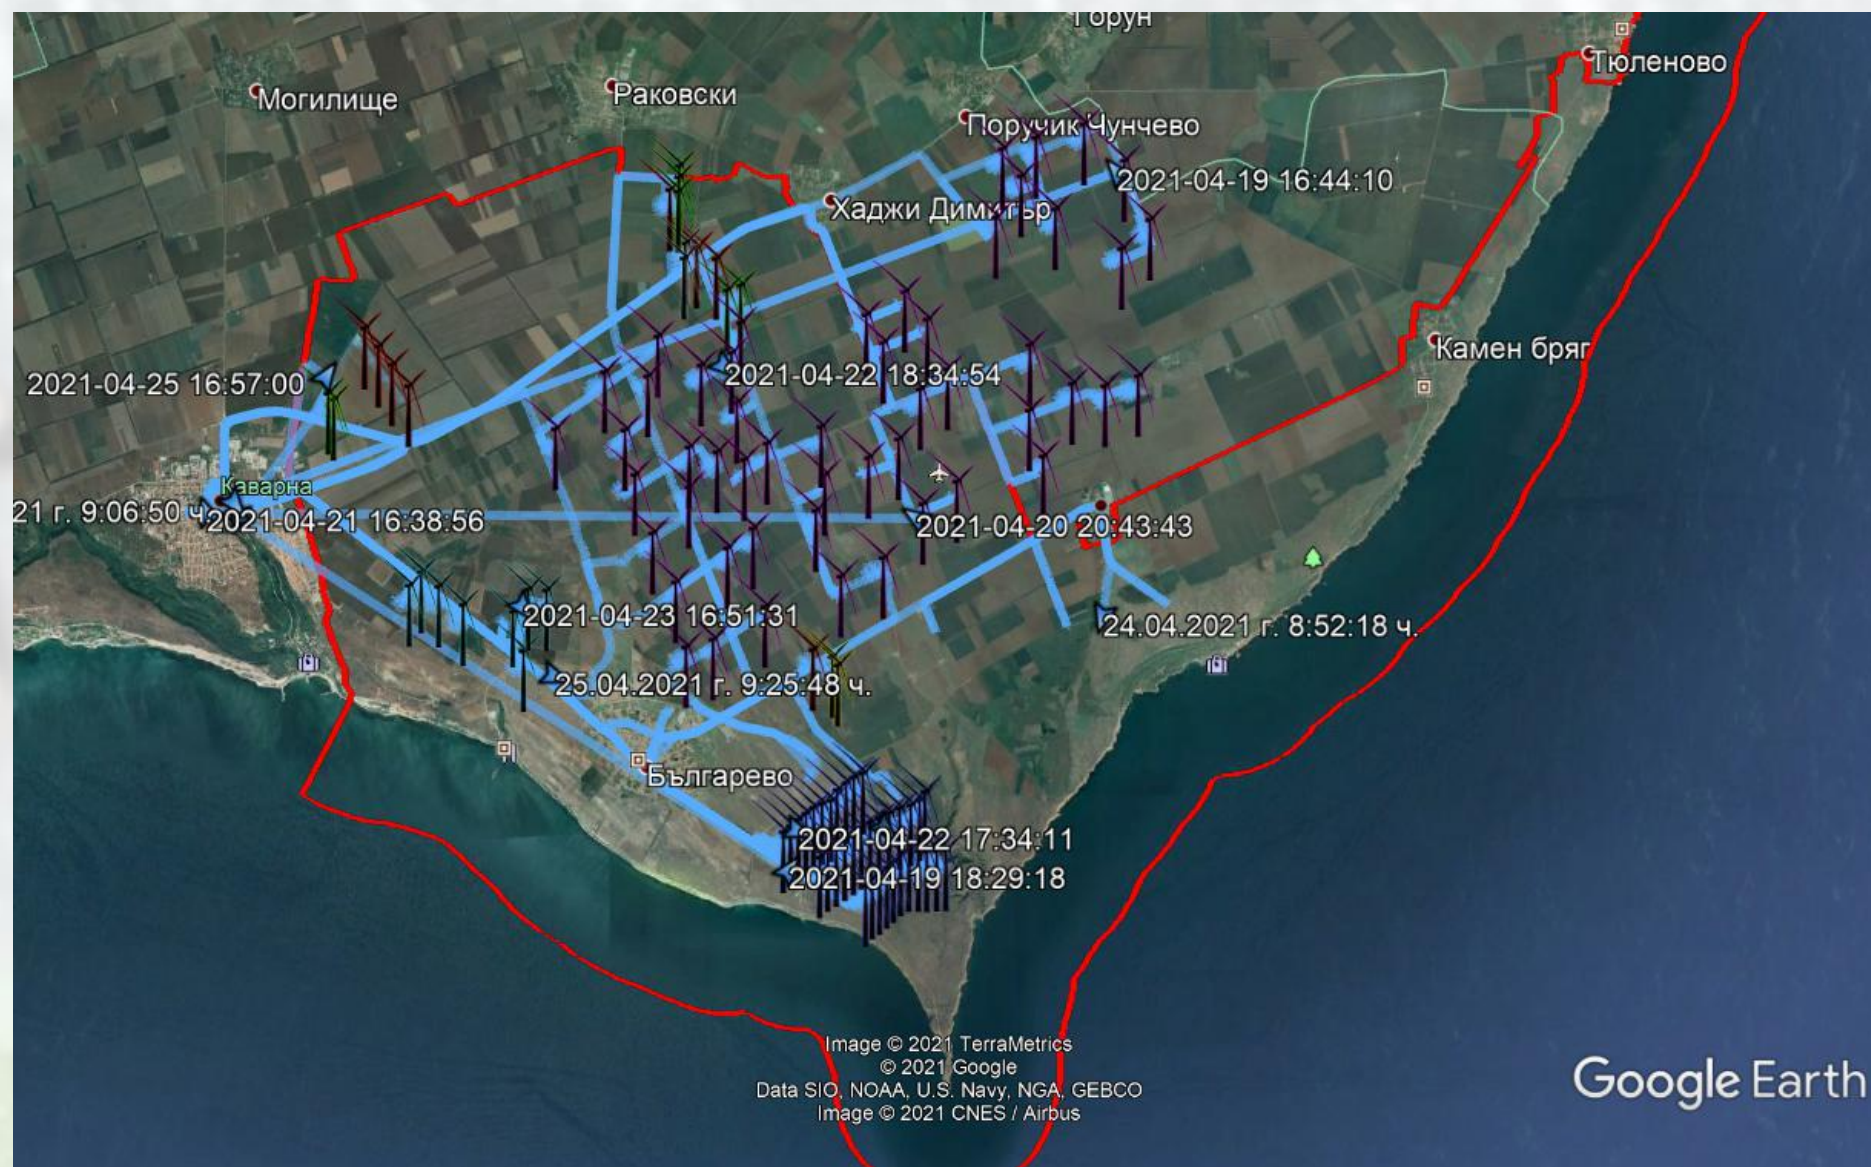 Горун
Тюленово
Могилище
Раковски
Поручик Чунчево
2021-04-19 16:44:10
Хаджи Димитър
Камен бряг
2021-04-25 16:57:00
2021-04-22 18:34:54
Каварна
21 г. 9:06:50 ч.
2021-04-21 16:38:56
2021-04-20 20:43:43
2021-04-23 16:51:31
24.04.2021 г. 8:52:18 ч.
25.04.2021 г. 9:25:48 ч.
Българево
2021-04-22 17:34:11
2021-04-19 18:29:18
Image © 2021 TerraMetrics
© 2021 Google
Data SIO, NOAA, U.S. Navy, NGA, GEBCO
Image © 2021 CNES / Airbus
Google Earth